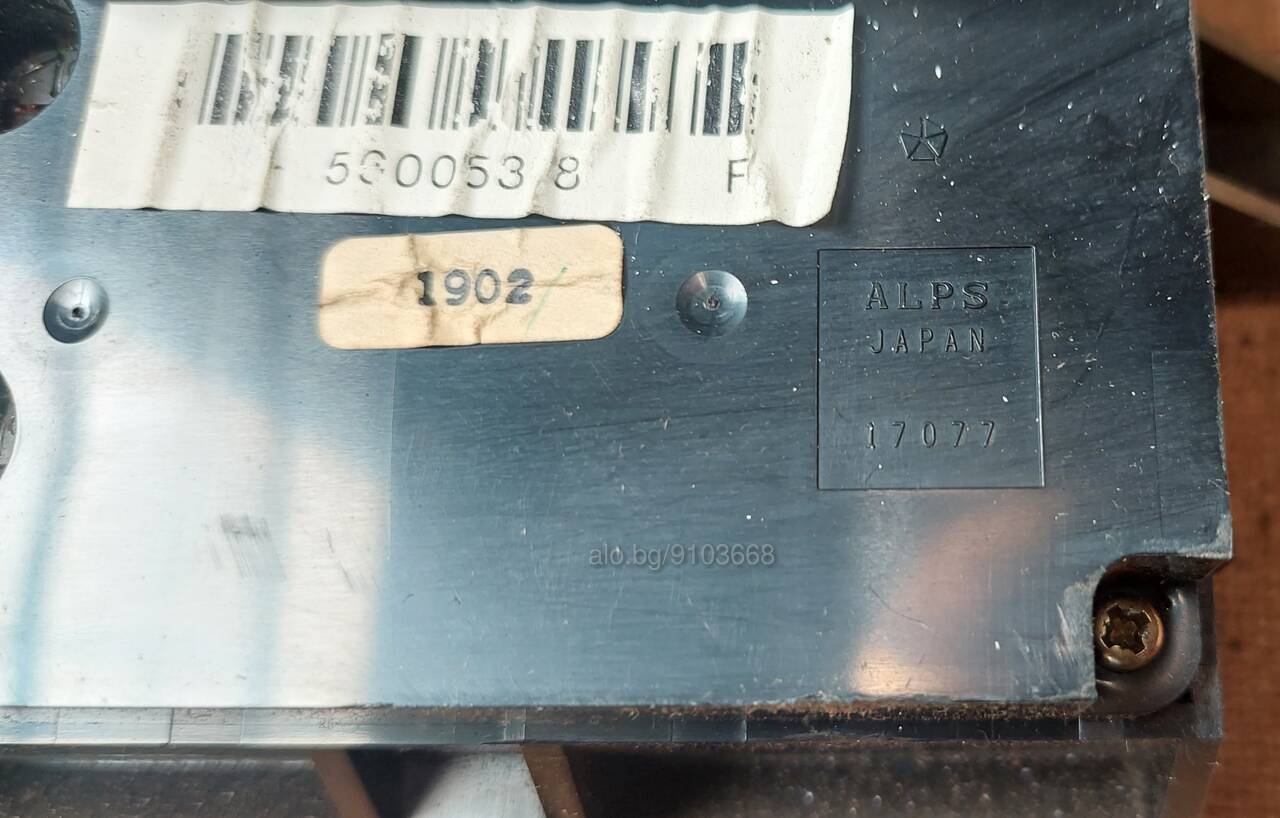 F
1902
ALPS
JAPAN
17077
alo.bg/9103668